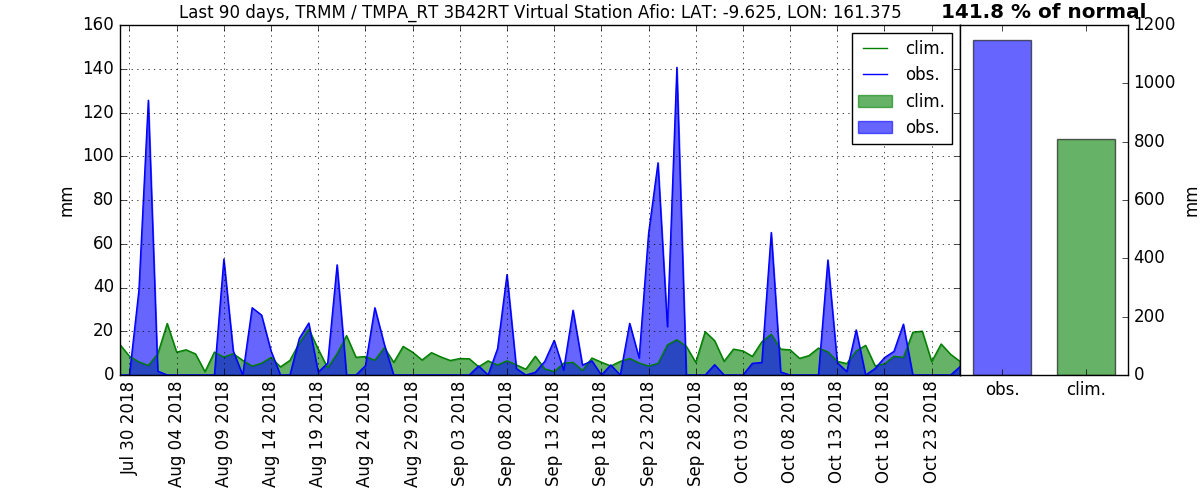 Last 90 days, TRMM / TMPA_RT 3B42RT Virtual Station Afio: LAT: -9.625, LON: 161.375
141.8 % of normal
160
140
120
100
80
60
40
20
0
mm
clim.
obs.
clim.
obs.
Jul 30 2018
Aug 04 2018
Aug 09 2018
Aug 14 2018
Aug 19 2018
Aug 24 2018
Aug 29 2018
Sep 03 2018
Sep 08 2018
Sep 13 2018
Sep 18 2018
Sep 23 2018
Sep 28 2018
Oct 03 2018
Oct 08 2018
Oct 13 2018
Oct 18 2018
Oct 23 2018
1200
1000
800
600
400
200
0
mm
obs.
clim.